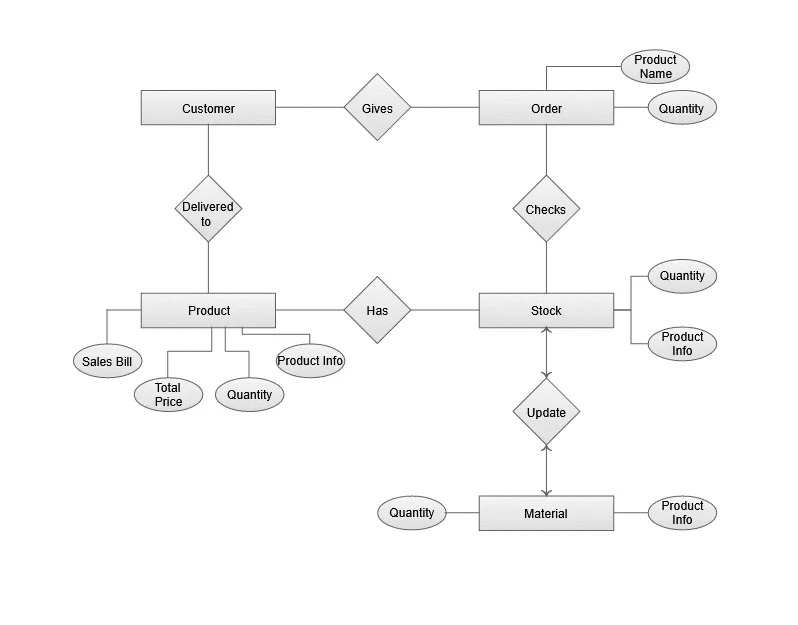 Product
Name
Customer
Gives
Order
Quantity
Delivered
to
Checks
Quantity
Product
Has
Stock
Product
Info
Sales Bill
Product Info
Total
Price
Quantity
Update
Quantity
Material
Product
Info